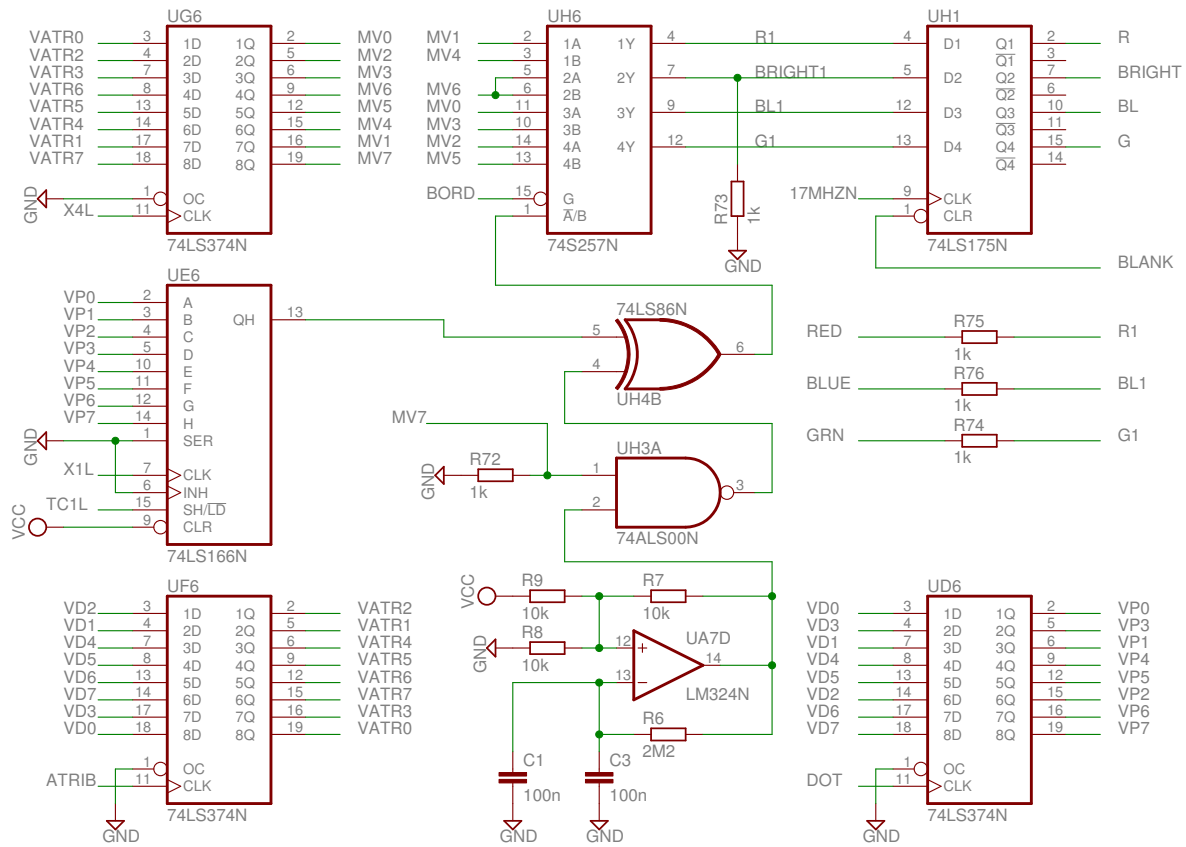 UG6
VATR0 3 1D 1Q 2 MV0
VATR2 4 2D 2Q 5 MV2
VATR3 7 3D 3Q 6 MV3
VATR6 8 4D 4Q 9 MV6
VATR5 13 5D 5Q 12 MV5
VATR4 14 6D 6Q 15 MV4
VATR1 17 7D 7Q 16 MV1
VATR7 18 8D 8Q 19 MV7
GND 1 OC
X4L 11 CLK
74LS374N
UH6
MV1 2 1A 1Y 4 R1
MV4 3 1B
5 2A 2Y 7 BRIGHT1
MV6 6 2B
MV0 11 3A 3Y 9 BL1
MV3 10 3B
MV2 14 4A 4Y 12 G1
MV5 13 4B
BORD 15 G
1 A/B
74S257N
R73
1k
GND
UH1
4 D1 Q1 2 R
Q1 3
5 D2 Q2 7 BRIGHT
Q2 6
12 D3 Q3 10 BL
Q3 11
13 D4 Q4 15 G
Q4 14
17MHZN 9 CLK
1 CLR
74LS175N
BLANK
UE6
VP0 2 A
VP1 3 B QH 13
VP2 4 C
VP3 5 D
VP4 10 E
VP5 11 F
VP6 12 G
VP7 14 H
GND 1 SER
X1L 7 CLK
6 INH
TC1L 15 SH/LD
VCC 9 CLR
74LS166N
74LS86N
5
4
6
UH4B
RED R75 R1
1k
BLUE R76 BL1
1k
GRN R74 G1
1k
MV7
UH3A
GND R72 1
1k
2
3
74ALS00N
UF6
VD2 3 1D 1Q 2 VATR2
VD1 4 2D 2Q 5 VATR1
VD4 7 3D 3Q 6 VATR4
VD5 8 4D 4Q 9 VATR5
VD6 13 5D 5Q 12 VATR6
VD7 14 6D 6Q 15 VATR7
VD3 17 7D 7Q 16 VATR3
VD0 18 8D 8Q 19 VATR0
1 OC
ATRIB 11 CLK
74LS374N
GND
VCC R9 R7
10k 10k
GND R8 12 + UA7D
10k
14
13 − LM324N
R6
2M2
C1 C3
100n 100n
GND GND
UD6
VD0 3 1D 1Q 2 VP0
VD3 4 2D 2Q 5 VP3
VD1 7 3D 3Q 6 VP1
VD4 8 4D 4Q 9 VP4
VD5 13 5D 5Q 12 VP5
VD2 14 6D 6Q 15 VP2
VD6 17 7D 7Q 16 VP6
VD7 18 8D 8Q 19 VP7
1 OC
DOT 11 CLK
74LS374N
GND